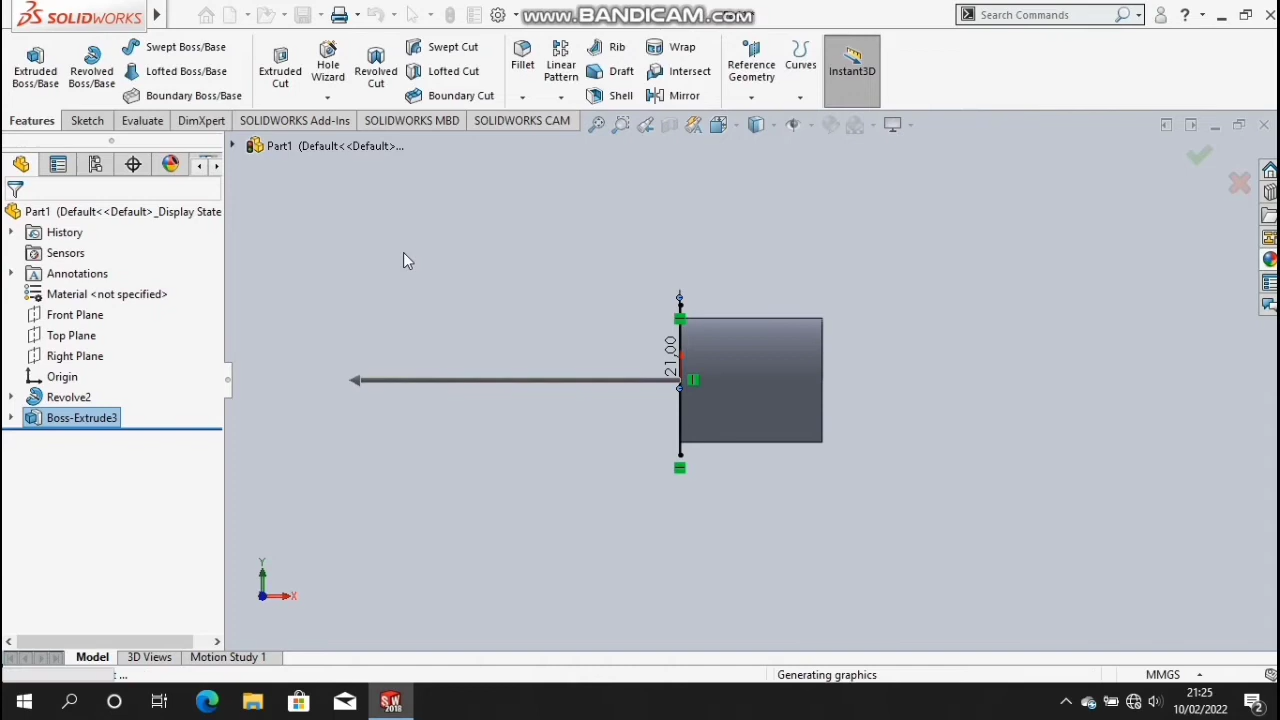 SOLIDWORKS
www.BANDICAM.com
Search Commands
?
Extruded Boss/Base
Revolved Boss/Base
Swept Boss/Base
Lofted Boss/Base
Boundary Boss/Base
Extruded Cut
Hole Wizard
Revolved Cut
Swept Cut
Lofted Cut
Boundary Cut
Fillet
Linear Pattern
Rib
Draft
Shell
Wrap
Intersect
Mirror
Reference Geometry
Curves
Instant3D
Features Sketch Evaluate DimXpert SOLIDWORKS Add-Ins SOLIDWORKS MBD SOLIDWORKS CAM
Part1 (Default<<Default>...
Part1 (Default<<Default>_Display State
History
Sensors
Annotations
Material <not specified>
Front Plane
Top Plane
Right Plane
Origin
Revolve2
Boss-Extrude3
21,00
Y
X
Model 3D Views Motion Study 1
... Generating graphics MMGS
SW 2018
21:25
10/02/2022
2